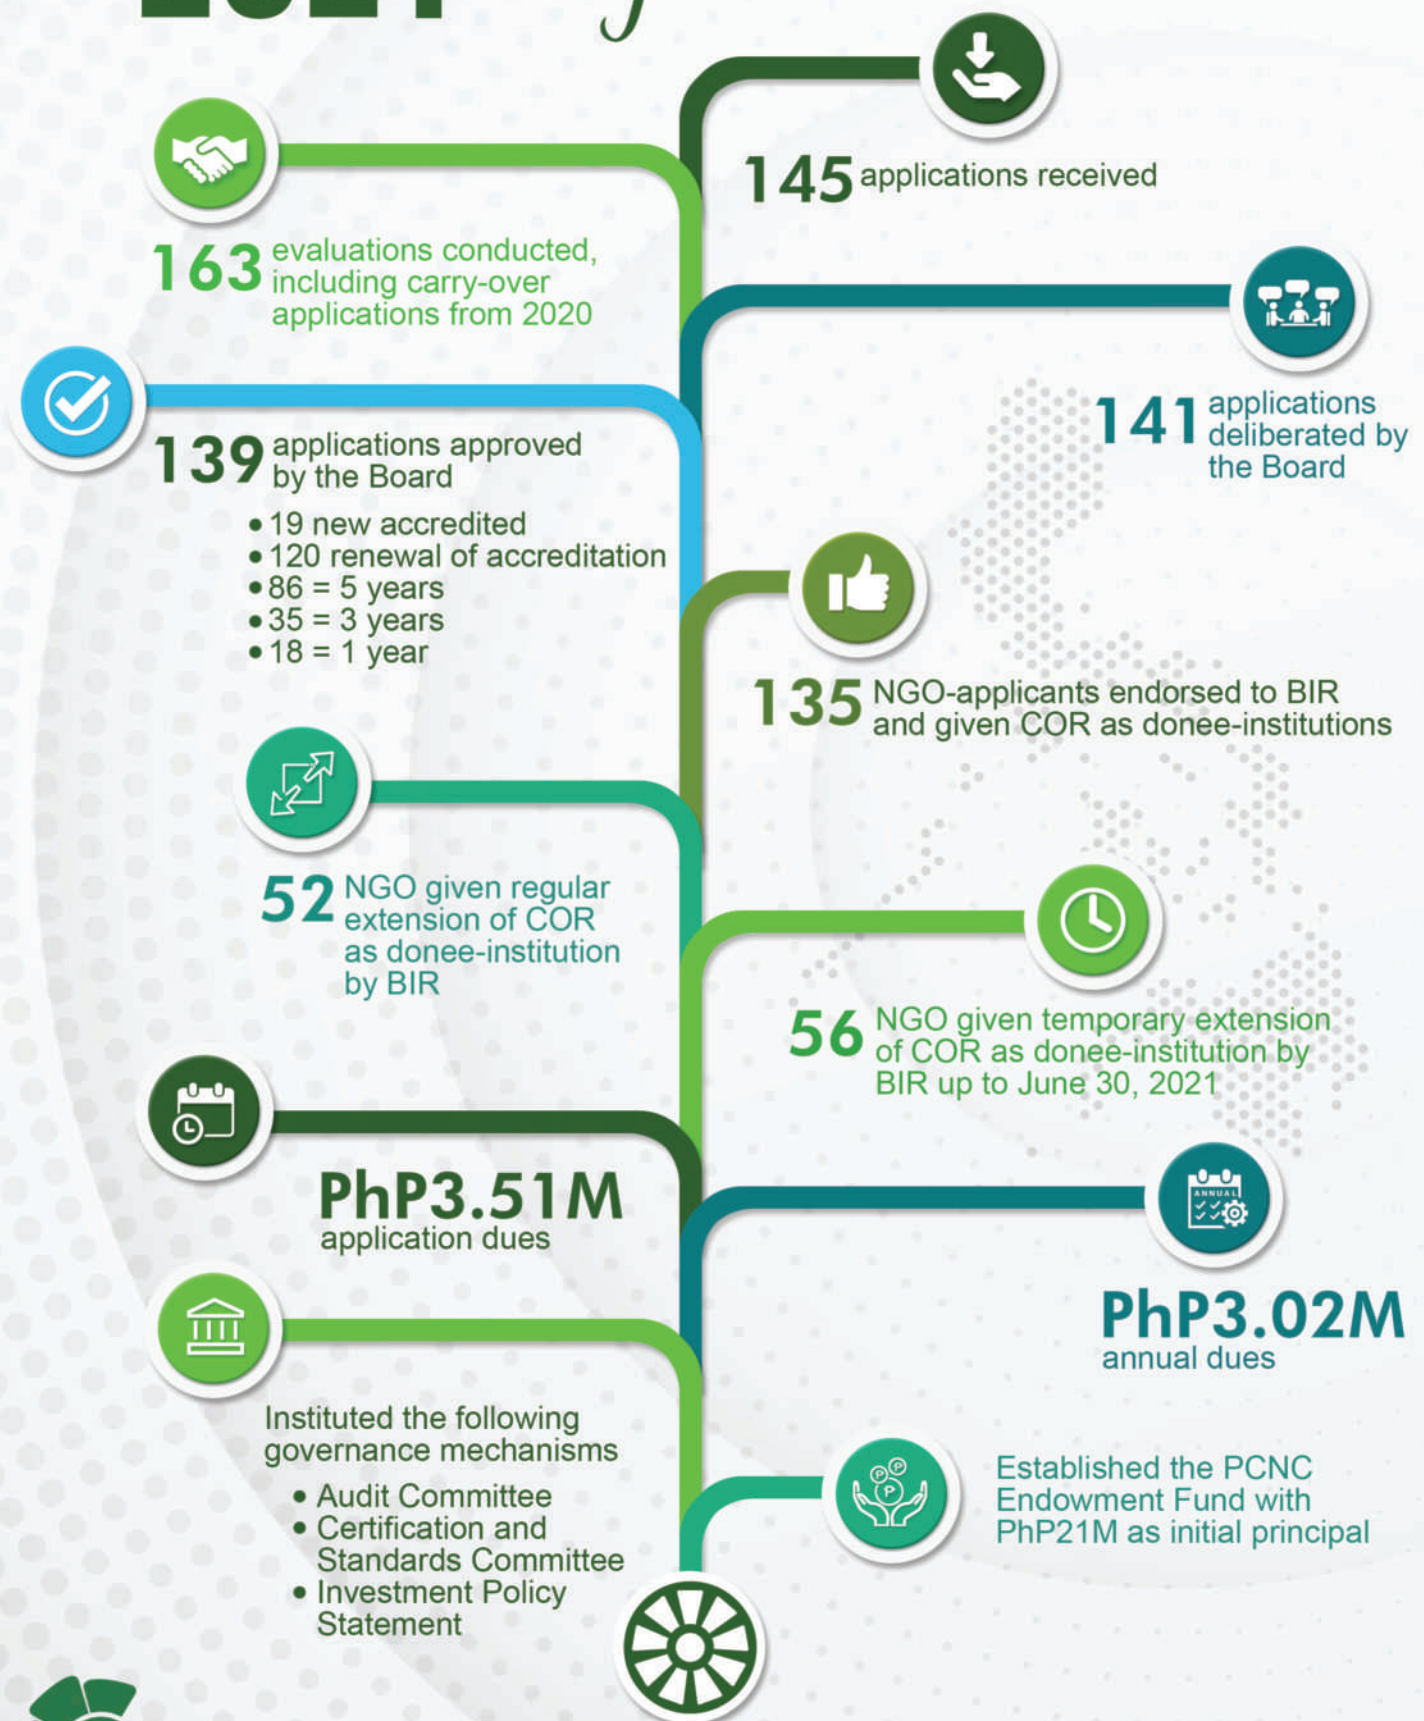 145 applications received
163 evaluations conducted,
including carry-over
applications from 2020
141 applications
deliberated by
the Board
139 applications approved
by the Board
• 19 new accredited
• 120 renewal of accreditation
• 86 = 5 years
• 35 = 3 years
• 18 = 1 year
135 NGO-applicants endorsed to BIR
and given COR as donee-institutions
52 NGO given regular
extension of COR
as donee-institution
by BIR
56 NGO given temporary extension
of COR as donee-institution by
BIR up to June 30, 2021
PhP3.51M
application dues
ANNUAL
PhP3.02M
annual dues
Instituted the following
governance mechanisms
• Audit Committee
• Certification and
Standards Committee
• Investment Policy
Statement
P P
P
Established the PCNC
Endowment Fund with
PhP21M as initial principal